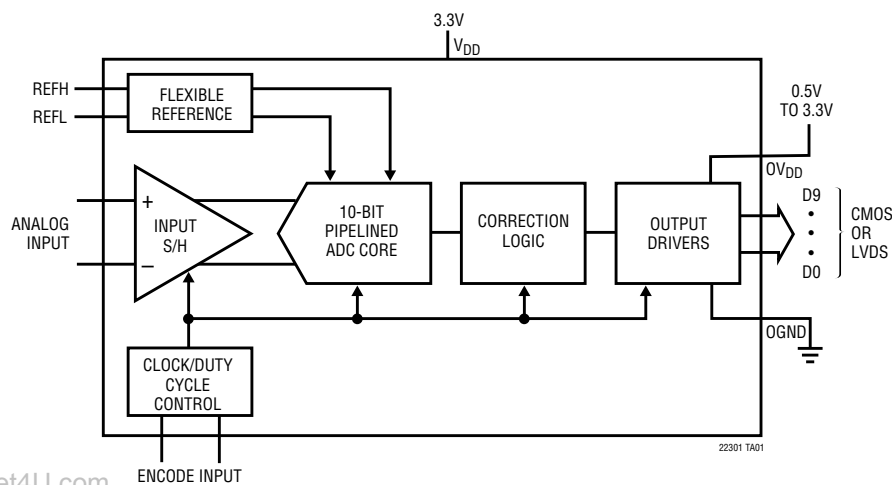 3.3V
VDD
REFH
REFL
FLEXIBLE
REFERENCE
0.5V
TO 3.3V
OVDD
ANALOG
INPUT
+
–
INPUT
S/H
10-BIT
PIPELINED
ADC CORE
CORRECTION
LOGIC
OUTPUT
DRIVERS
D9
•
•
D0
CMOS
OR
LVDS
OGND
CLOCK/DUTY
CYCLE
CONTROL
22301 TA01
ENCODE INPUT
et4U.com